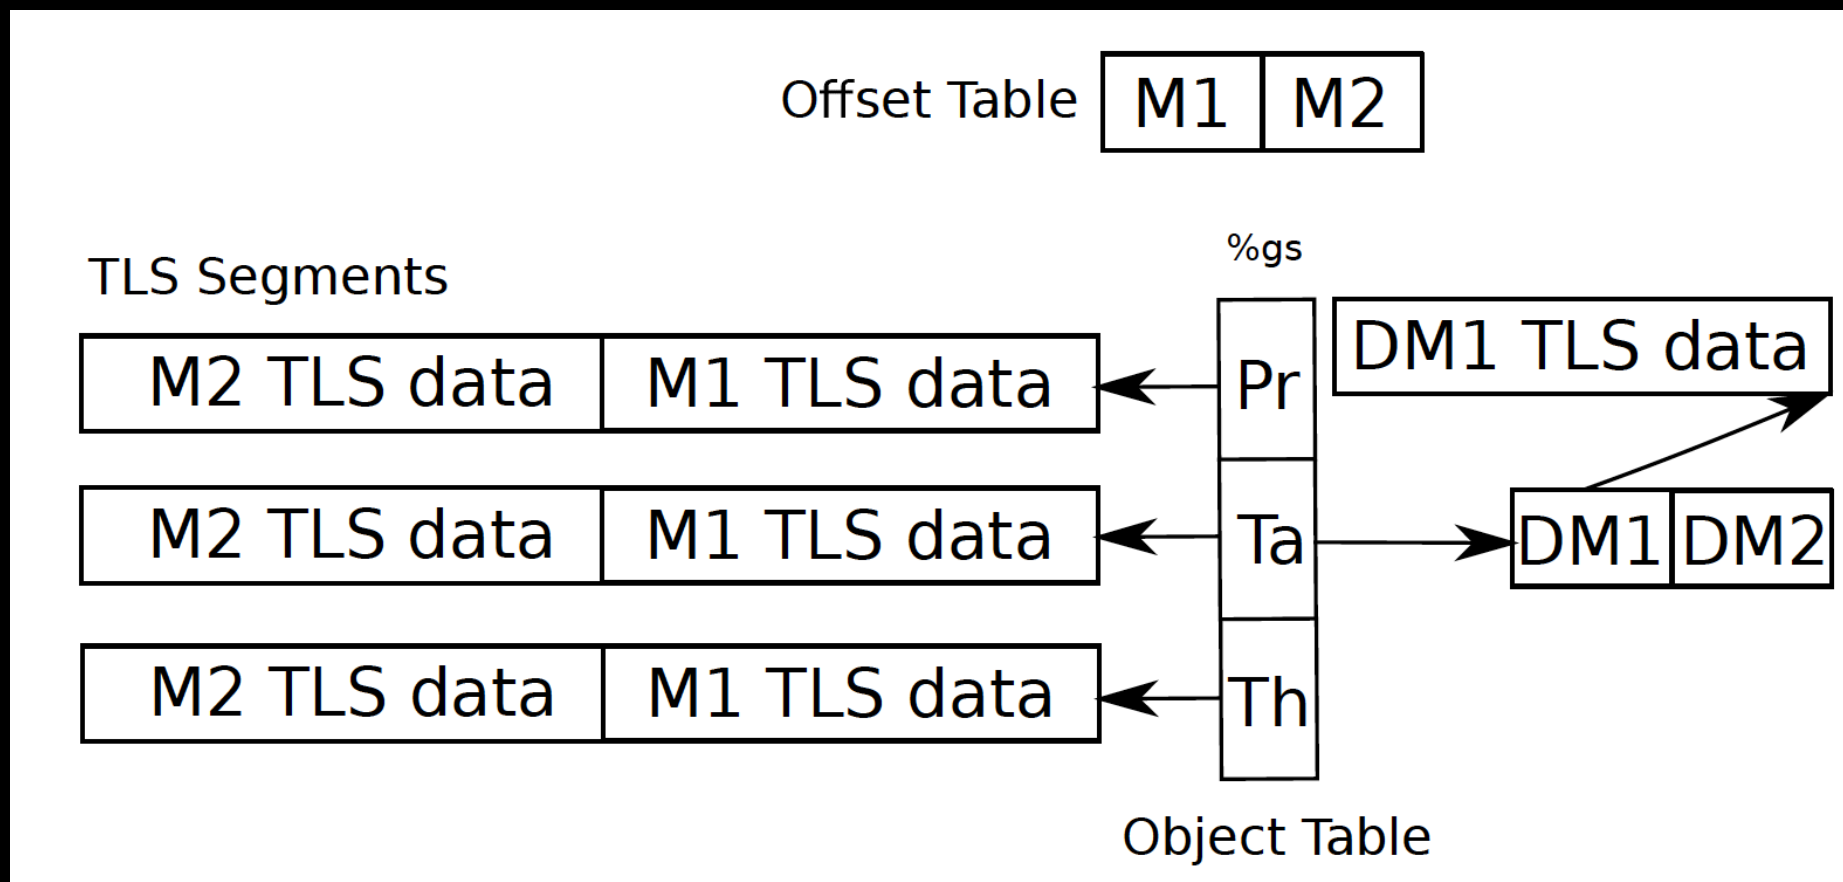 Offset Table M1 M2
%gs
TLS Segments
M2 TLS data M1 TLS data Pr DM1 TLS data
M2 TLS data M1 TLS data Ta DM1 DM2
M2 TLS data M1 TLS data Th
Object Table